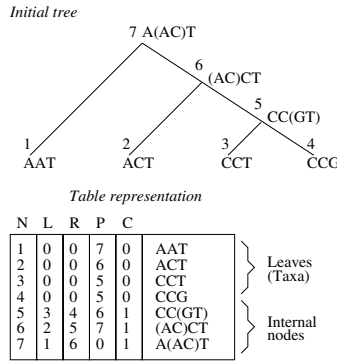 Initial tree
7 A(AC)T
6
(AC)CT
5
CC(GT)
1 2 3 4
AAT ACT CCT CCG
Table representation
N L R P C
1 0 0 7 0 AAT
2 0 0 6 0 ACT
3 0 0 5 0 CCT
4 0 0 5 0 CCG
5 3 4 6 1 CC(GT)
6 2 5 7 1 (AC)CT
7 1 6 0 1 A(AC)T
Leaves
(Taxa)
Internal
nodes